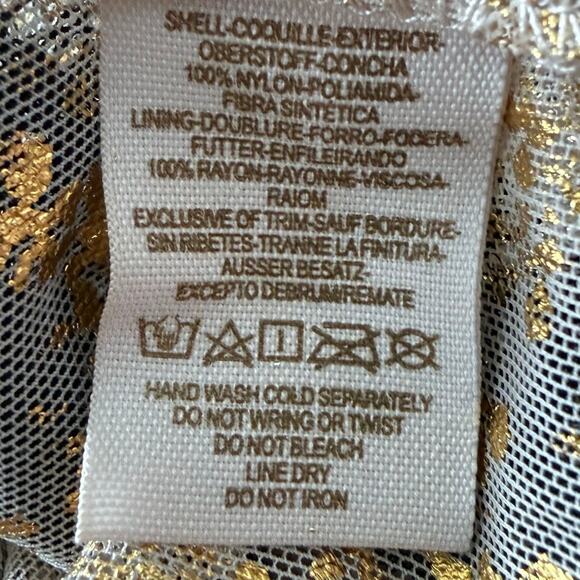 SHELL-COQUILLE-EXTERIOR-
OBERSTOFF-CONCHA
100% NYLON-POLIAMIDA-
FIBRA SINTETICA
LINING-DOUBLURE-FORRO-FODERA-
FUTTER-ENFILEIRANDO
100% RAYON-RAYONNE-VISCOSA-
RAIOM
EXCLUSIVE OF TRIM-SAUF BORDURE-
SIN RIBETES-TRANNE LA FINITURA-
AUSSER BESATZ-
EXCEPTO DEBRUM/REMATE
HAND WASH COLD SEPARATELY
DO NOT WRING OR TWIST
DO NOT BLEACH
LINE DRY
DO NOT IRON